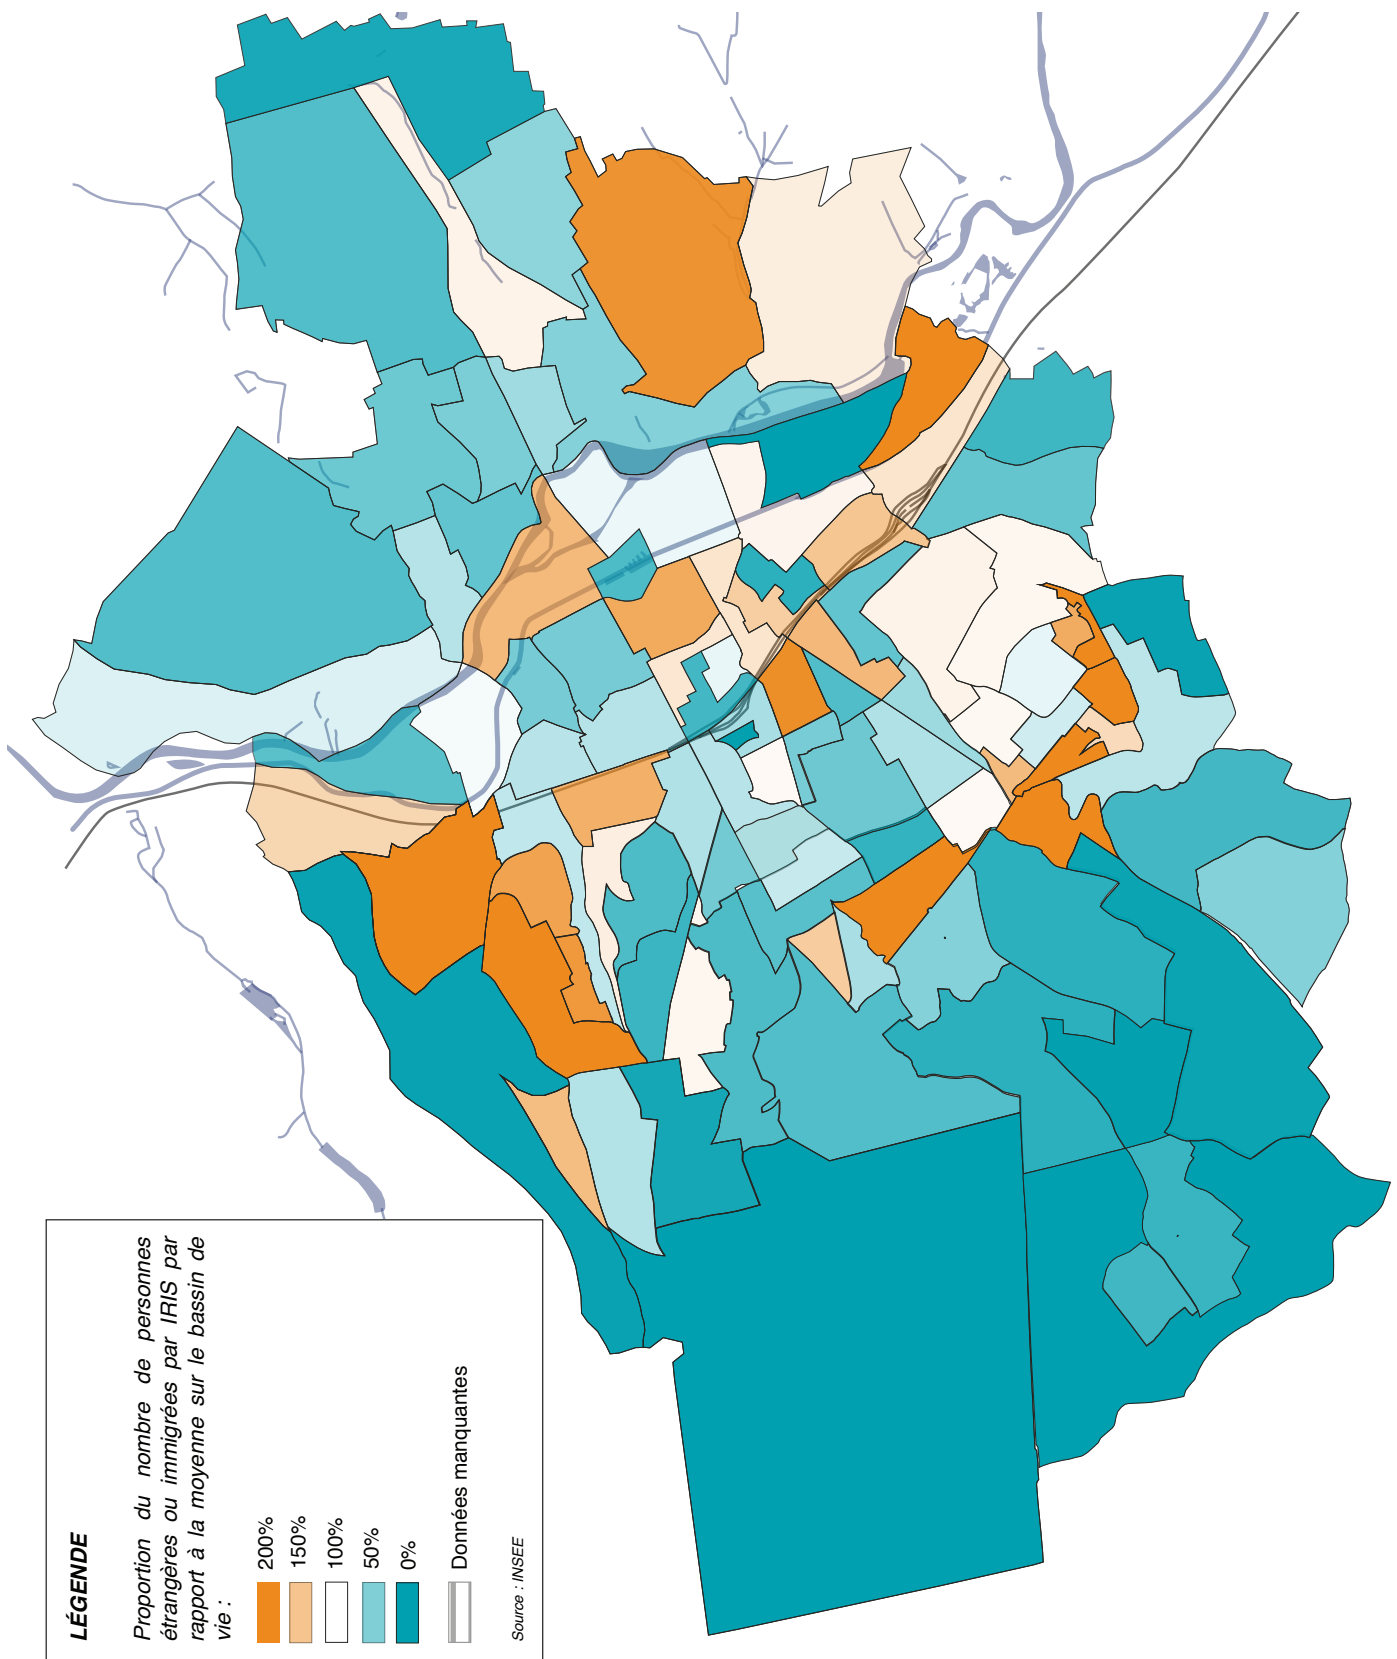 LÉGENDE
Proportion du nombre de personnes
étrangères ou immigrées par IRIS par
rapport à la moyenne sur le bassin de
vie :
200%
150%
100%
50%
0%
Données manquantes
Source : INSEE